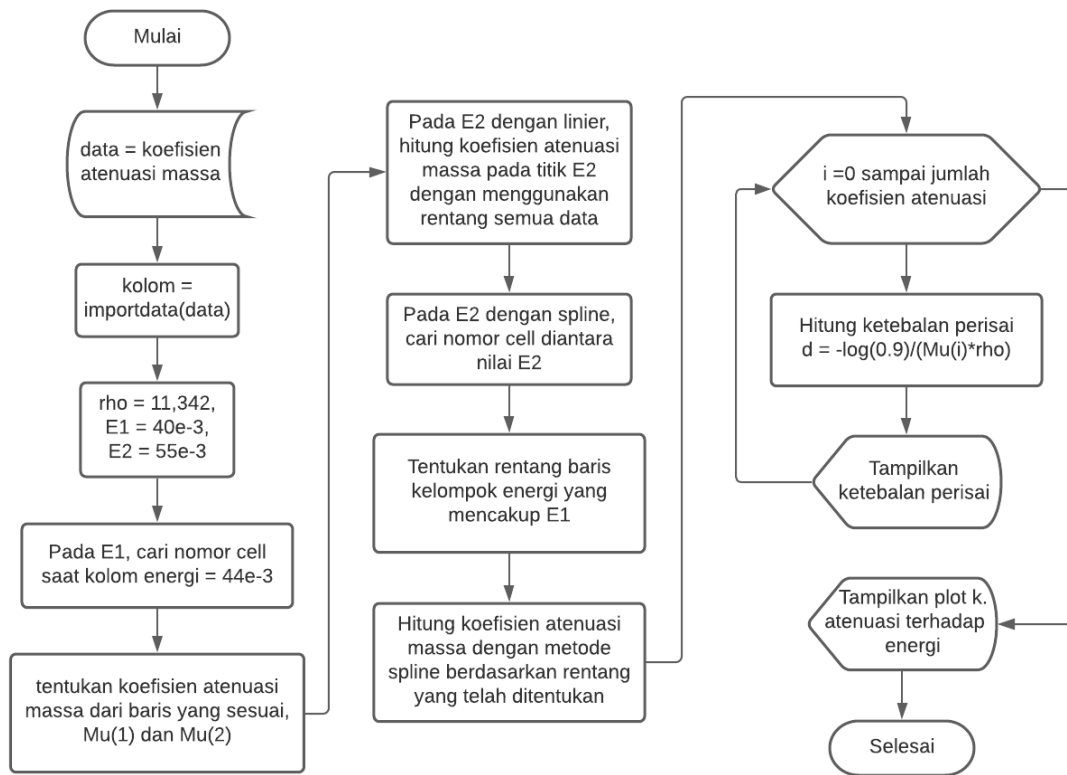 Mulai
data = koefisien
atenuasi massa
kolom =
importdata(data)
rho = 11,342,
E1 = 40e-3,
E2 = 55e-3
Pada E1, cari nomor cell
saat kolom energi = 44e-3
tentukan koefisien atenuasi
massa dari baris yang sesuai,
Mu(1) dan Mu(2)
Pada E2 dengan linier,
hitung koefisien atenuasi
massa pada titik E2
dengan menggunakan
rentang semua data
Pada E2 dengan spline,
cari nomor cell diantara
nilai E2
Tentukan rentang baris
kelompok energi yang
mencakup E1
Hitung koefisien atenuasi
massa dengan metode
spline berdasarkan rentang
yang telah ditentukan
i =0 sampai jumlah
koefisien atenuasi
Hitung ketebalan perisai
d = -log(0.9)/(Mu(i)*rho)
Tampilkan
ketebalan perisai
Tampilkan plot k.
atenuasi terhadap
energi
Selesai